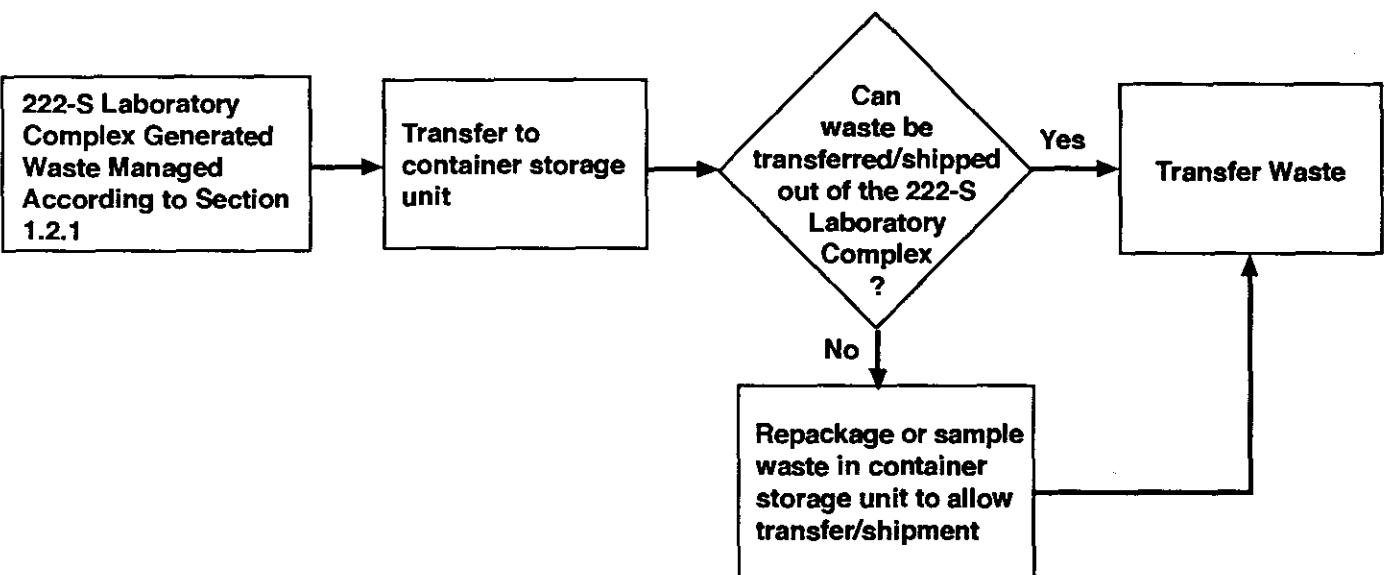 222-S Laboratory
Complex Generated
Waste Managed
According to Section
1.2.1
Transfer to
container storage
unit
Can
waste be
transferred/shipped
out of the 222-S
Laboratory
Complex
?
Yes
Transfer Waste
No
Repackage or sample
waste in container
storage unit to allow
transfer/shipment